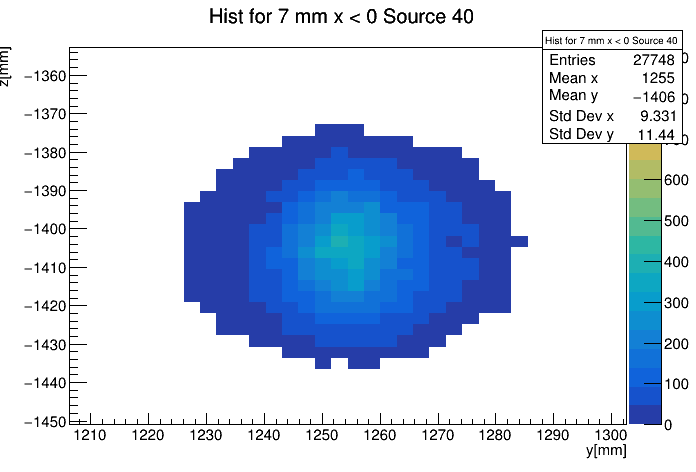 Hist for 7 mm x < 0 Source 40
z[mm]
Hist for 7 mm x < 0 Source 40
Entries 27748
Mean x 1255
Mean y −1406
Std Dev x 9.331
Std Dev y 11.44
−1360
−1370
−1380
−1390
−1400
−1410
−1420
−1430
−1440
−1450
1210 1220 1230 1240 1250 1260 1270 1280 1290 1300
y[mm]
600
500
400
300
200
100
0